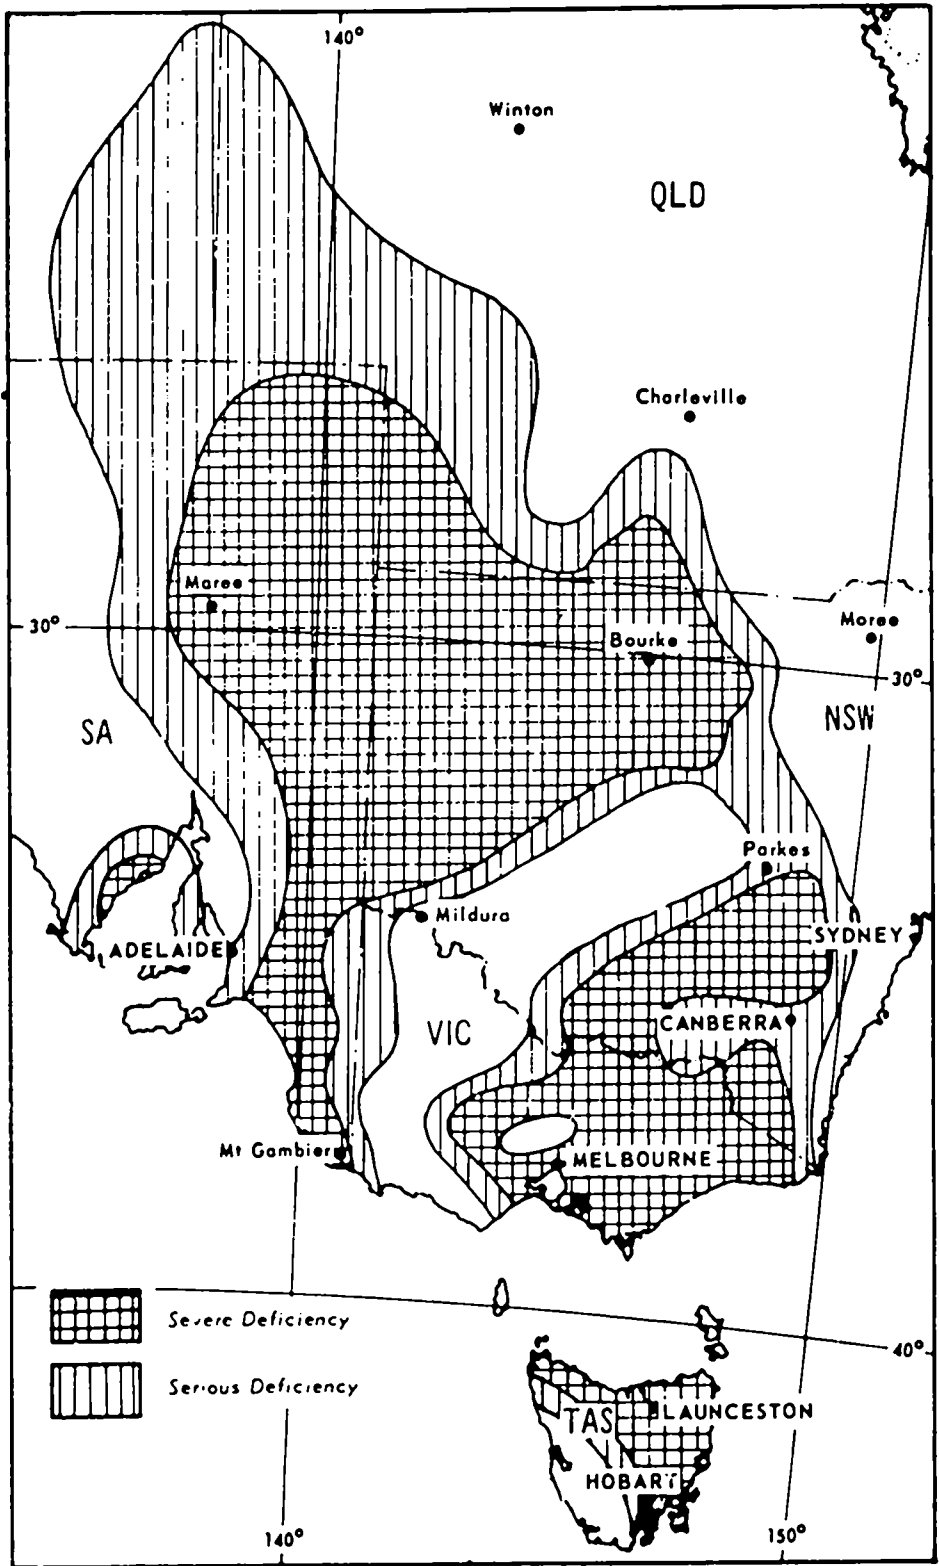 140°
Winton
QLD
Charleville
Maree
30°
Moree
Bourke
30°
SA
NSW
Parkes
Mildura
SYDNEY
ADELAIDE
CANBERRA
VIC
Mt Gambier
MELBOURNE
Severe Deficiency
40°
Serious Deficiency
TAS
LAUNCESTON
HOBART
140°
150°